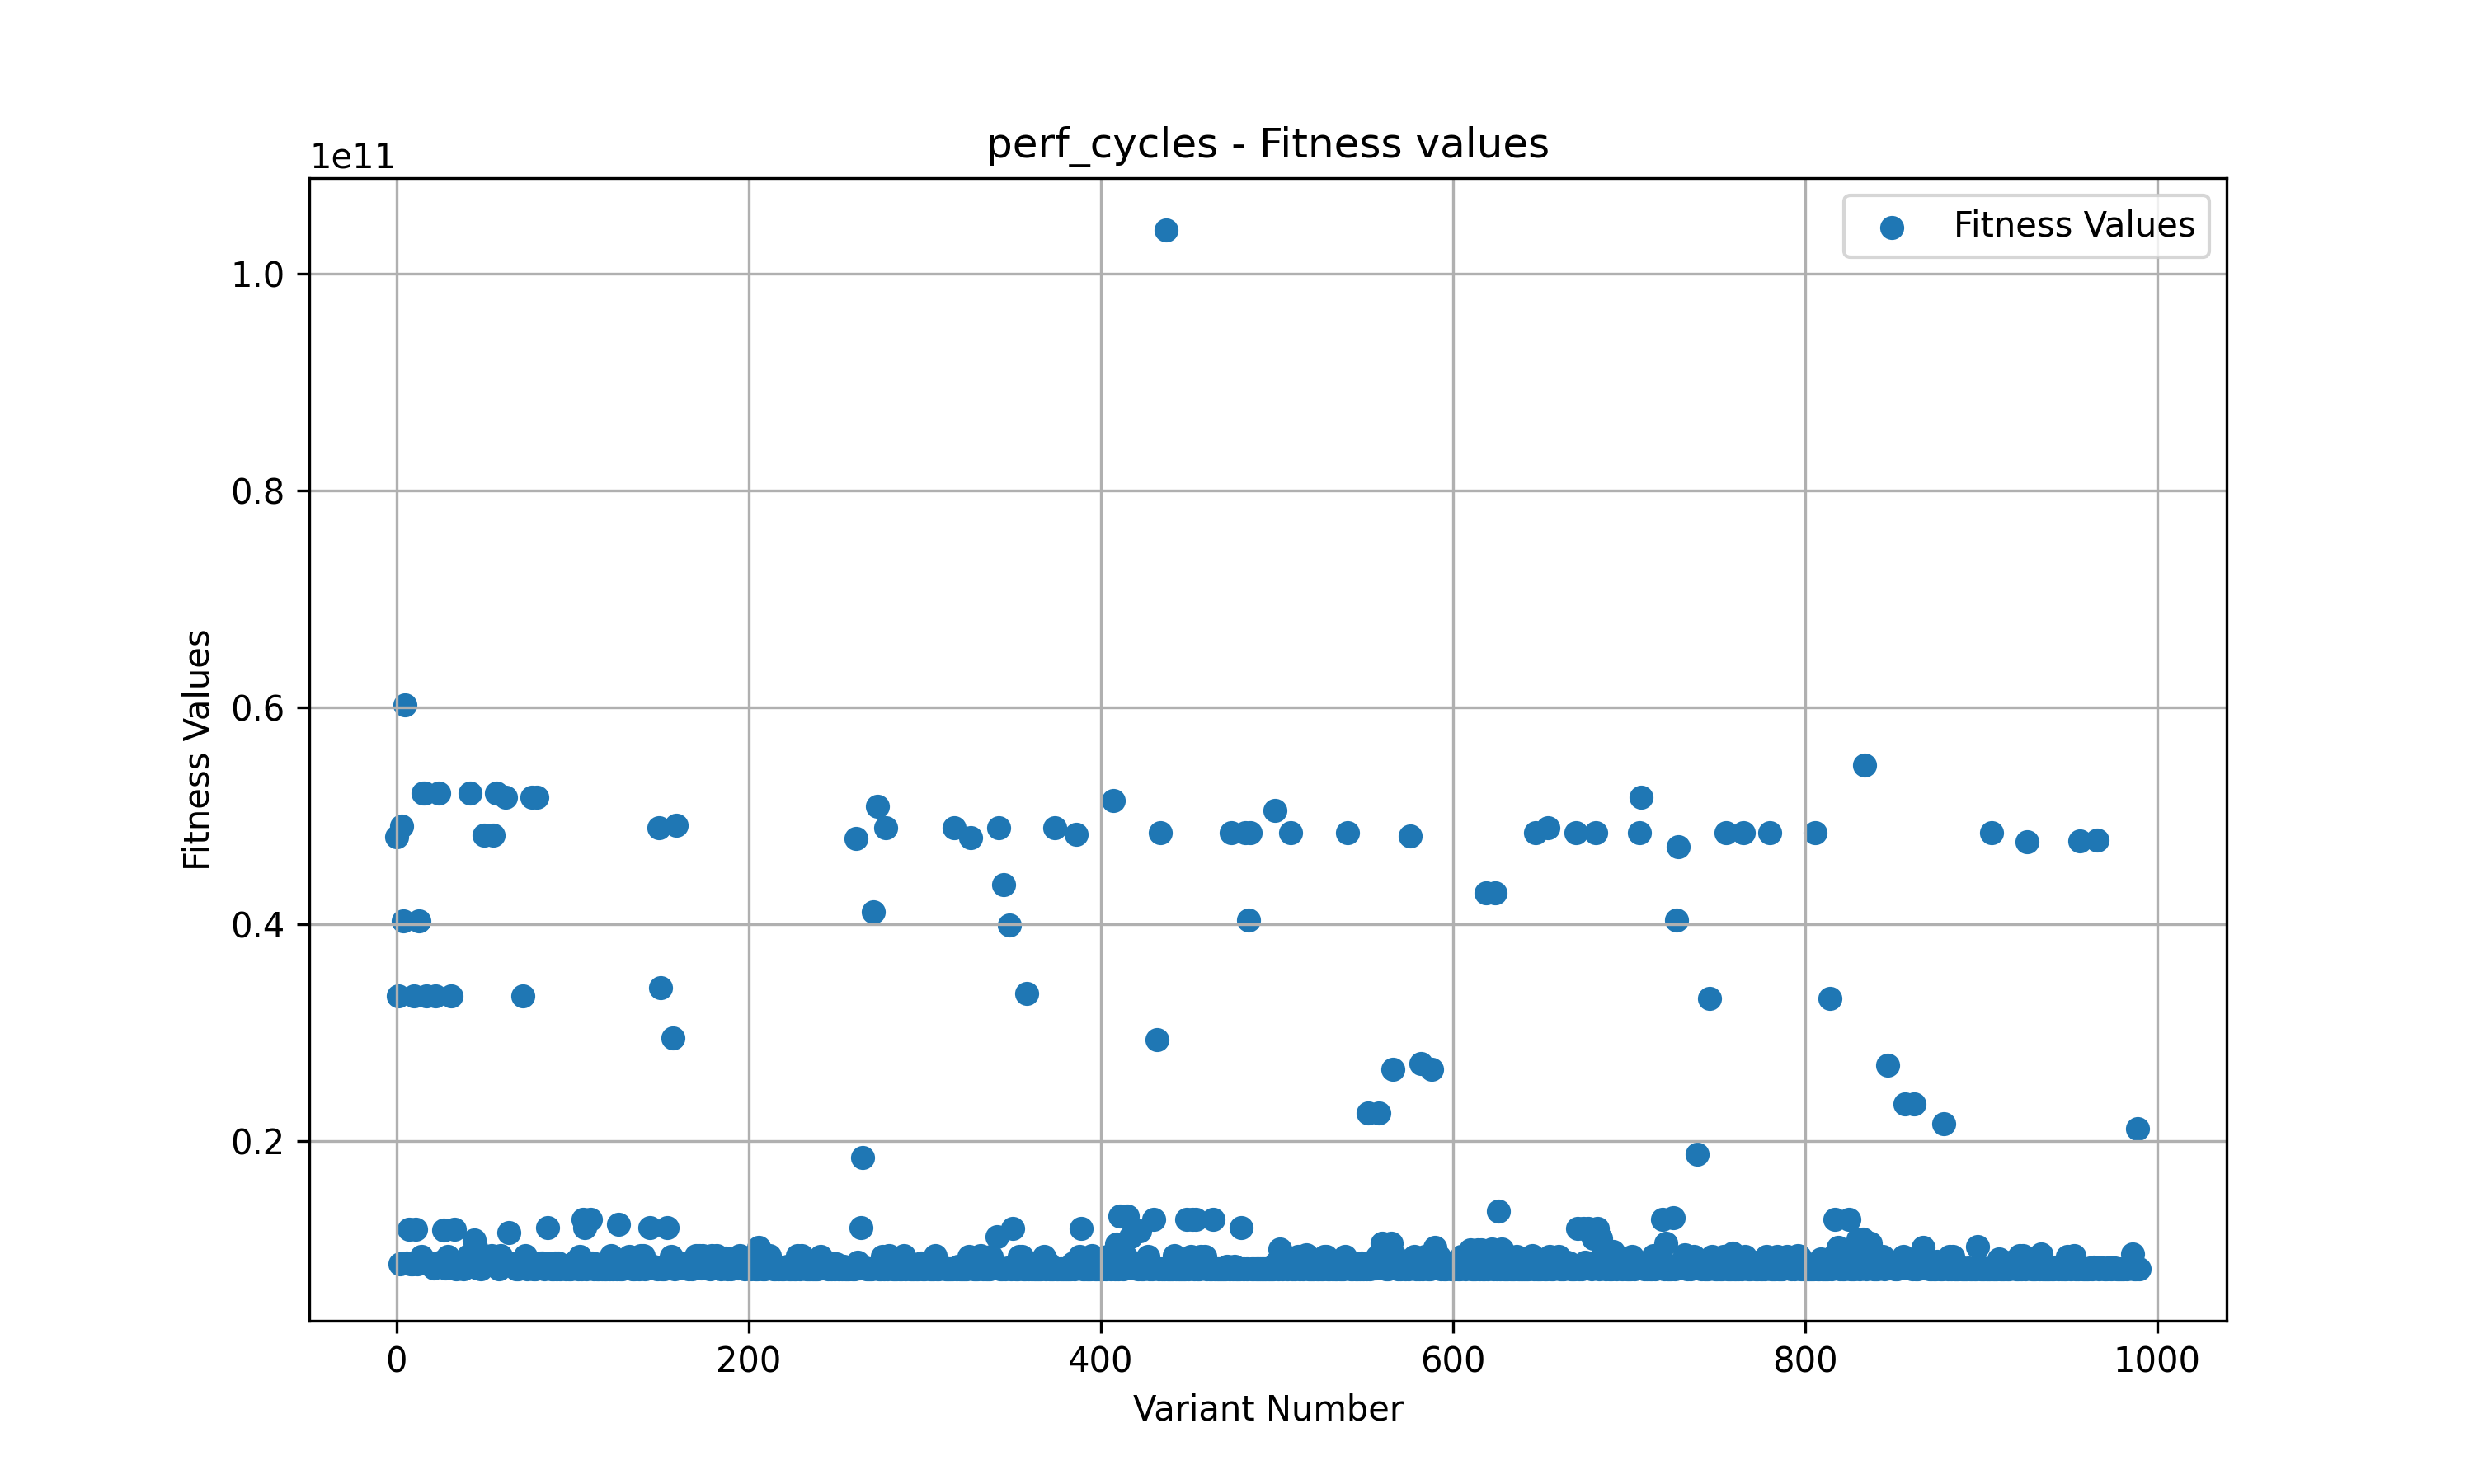 perf_cycles - Fitness values
1e11
Fitness Values
1.0
0.8
0.6
0.4
0.2
Fitness Values
0 200 400 600 800 1000
Variant Number